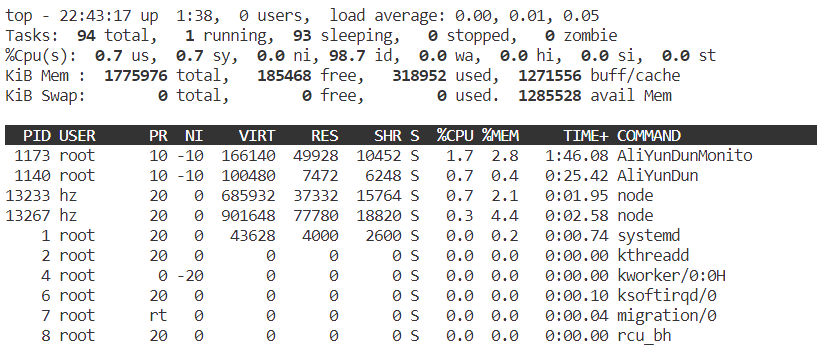 top - 22:43:17 up  1:38,  0 users,  load average: 0.00, 0.01, 0.05
Tasks:  94 total,   1 running,  93 sleeping,   0 stopped,   0 zombie
%Cpu(s):  0.7 us,  0.7 sy,  0.0 ni, 98.7 id,  0.0 wa,  0.0 hi,  0.0 si,  0.0 st
KiB Mem :  1775976 total,   185468 free,   318952 used,  1271556 buff/cache
KiB Swap:        0 total,        0 free,        0 used.  1285528 avail Mem
PID USER      PR  NI    VIRT    RES    SHR S  %CPU %MEM     TIME+ COMMAND
1173 root      10 -10  166140  49928  10452 S   1.7  2.8   1:46.08 AliYunDunMonito
1140 root      10 -10  100480   7472   6248 S   0.7  0.4   0:25.42 AliYunDun
13233 hz        20   0  685932  37332  15764 S   0.7  2.1   0:01.95 node
13267 hz        20   0  901648  77780  18820 S   0.3  4.4   0:02.58 node
1 root      20   0   43628   4000   2600 S   0.0  0.2   0:00.74 systemd
2 root      20   0       0      0      0 S   0.0  0.0   0:00.00 kthreadd
4 root       0 -20       0      0      0 S   0.0  0.0   0:00.00 kworker/0:0H
6 root      20   0       0      0      0 S   0.0  0.0   0:00.10 ksoftirqd/0
7 root      rt   0       0      0      0 S   0.0  0.0   0:00.04 migration/0
8 root      20   0       0      0      0 S   0.0  0.0   0:00.00 rcu_bh